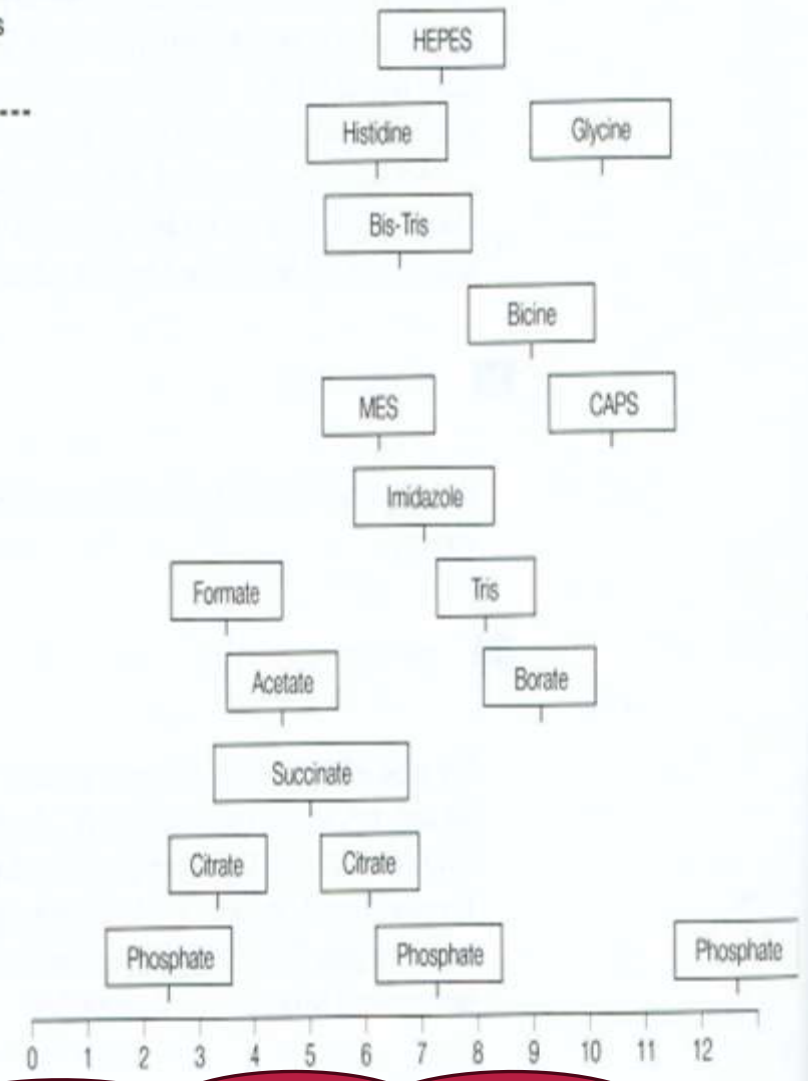 s
HEPES
Histidine Glycine
Bis-Tris
Bicine
MES CAPS
Imidazole
Formate Tris
Acetate Borate
Succinate
Citrate Citrate
Phosphate Phosphate Phosphate
0 1 2 3 4 5 6 7 8 9 10 11 12